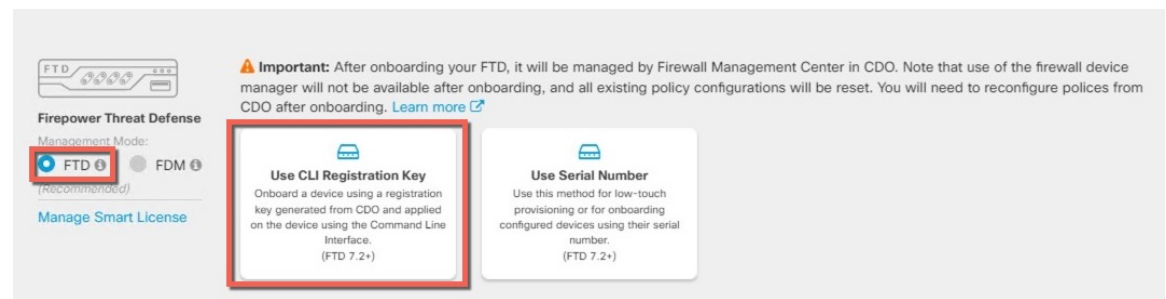 FTD
Firepower Threat Defense
Management Mode:
FTD
FDM
(Recommended)
Manage Smart License
Important: After onboarding your FTD, it will be managed by Firewall Management Center in CDO. Note that use of the firewall device
manager will not be available after onboarding, and all existing policy configurations will be reset. You will need to reconfigure polices from
CDO after onboarding. Learn more
Use CLI Registration Key
Onboard a device using a registration
key generated from CDO and applied
on the device using the Command Line
Interface.
(FTD 7.2+)
Use Serial Number
Use this method for low-touch
provisioning or for onboarding
configured devices using their serial
number.
(FTD 7.2+)